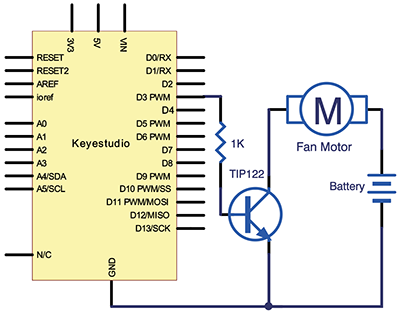 3V3
5V
VIN
RESET
RESET2
AREF
ioref
A0
A1
A2
A3
A4/SDA
A5/SCL
N/C
Keyestudio
D0/RX
D1/RX
D2
D3 PWM
D4
D5 PWM
D6 PWM
D7
D8
D9 PWM
D10 PWM/SS
D11 PWM/MOSI
D12/MISO
D13/SCK
GND
1K
TIP122
M
Fan Motor
Battery